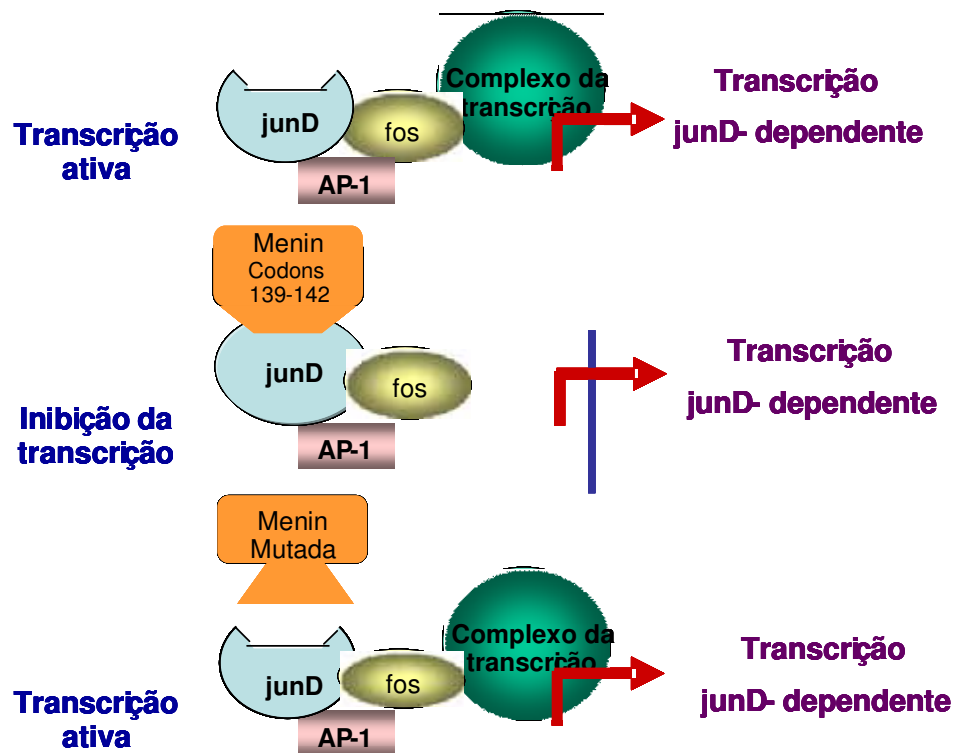 Transcrição
ativa
junD
fos
AP-1
Complexo da
transcrição
Transcrição
junD- dependente
Inibição da
transcrição
Menin
Codons
139-142
junD
fos
AP-1
Transcrição
junD- dependente
Transcrição
ativa
Menin
Mutada
junD
fos
AP-1
Complexo da
transcrição
Transcrição
junD- dependente